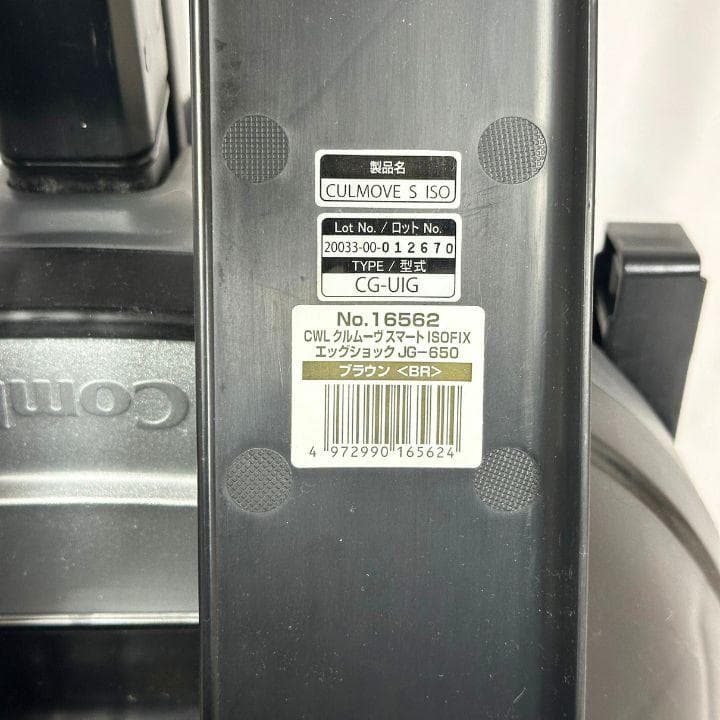 製品名
CULMOVE S ISO
Lot No. / ロット No.
20033-00-012670
TYPE / 型式
CG-UIG
No.16562
CWL クルムーヴ スマート ISOFIX
エッグショック JG-650
ブラウン <BR>
4 972990 165624
Com